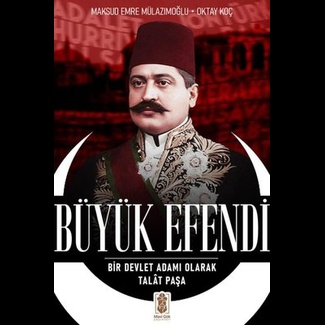 MAKSUD EMRE MÜLAZIMOĞLU - OKTAY KOÇ
BÜYÜK EFENDİ
BİR DEVLET ADAMI OLARAK
TALÂT PAŞA